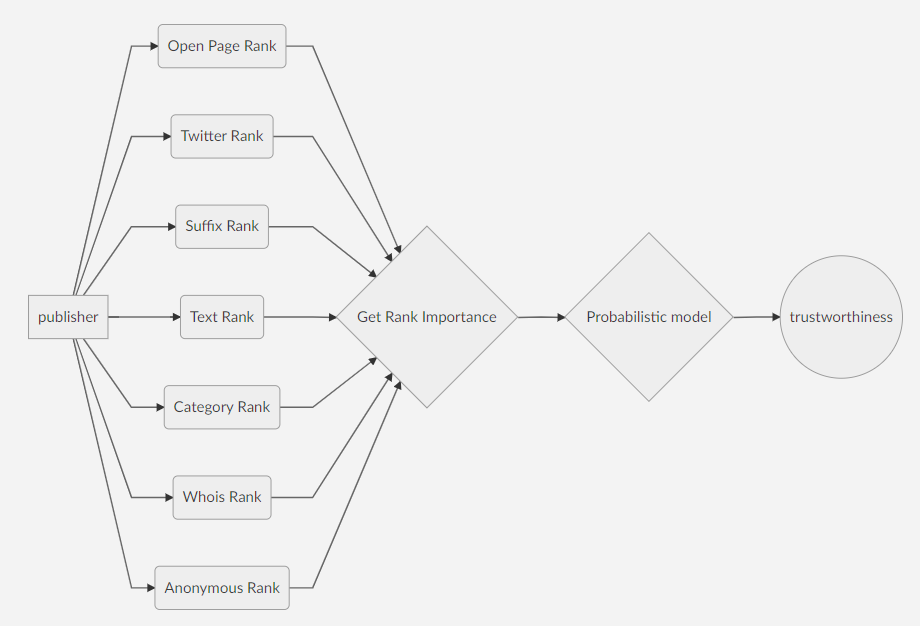 Open Page Rank
Twitter Rank
Suffix Rank
publisher
Text Rank
Get Rank Importance
Probabilistic model
trustworthiness
Category Rank
Whois Rank
Anonymous Rank